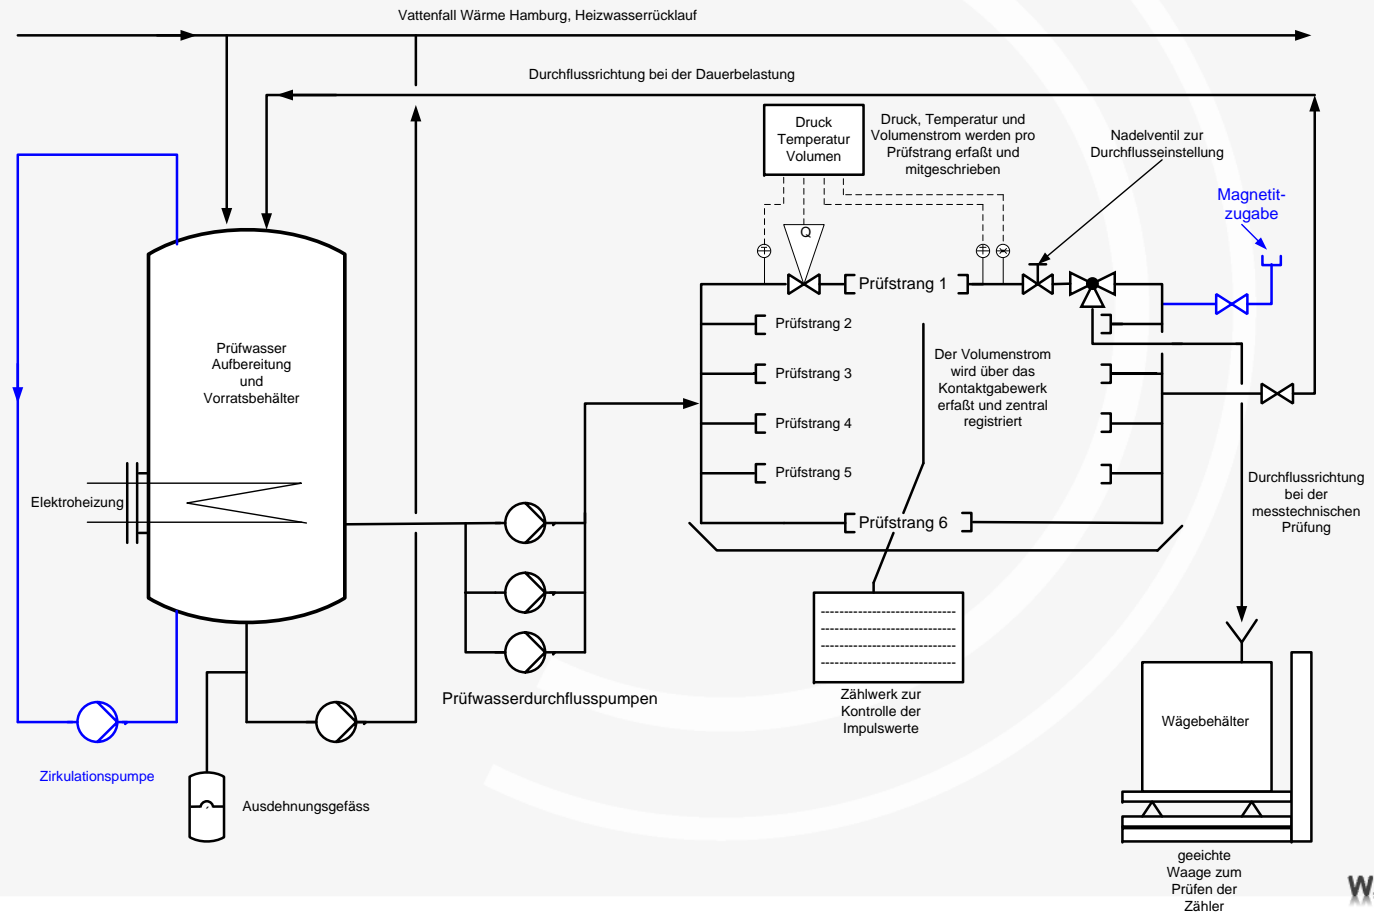 Vattenfall Wärme Hamburg, Heizwasserrücklauf
Durchflussrichtung bei der Dauerbelastung
Druck
Temperatur
Volumen
Druck, Temperatur und
Volumenstrom werden pro
Prüfstrang erfaßt und
mitgeschrieben
Nadelventil zur
Durchflusseinstellung
Magnetit-
zugabe
Q
Prüfstrang 1
Prüfstrang 2
Prüfstrang 3
Prüfstrang 4
Prüfstrang 5
Prüfstrang 6
Der Volumenstrom
wird über das
Kontaktgabewerk
erfaßt und zentral
registriert
Prüfwasser
Aufbereitung
und
Vorratsbehälter
Elektroheizung
Durchflussrichtung
bei der
messtechnischen
Prüfung
Prüfwasserdurchflusspumpen
Zählwerk zur
Kontrolle der
Impulswerte
Wägebehälter
Zirkulationspumpe
Ausdehnungsgefäss
geeichte
Waage zum
Prüfen der
Zähler